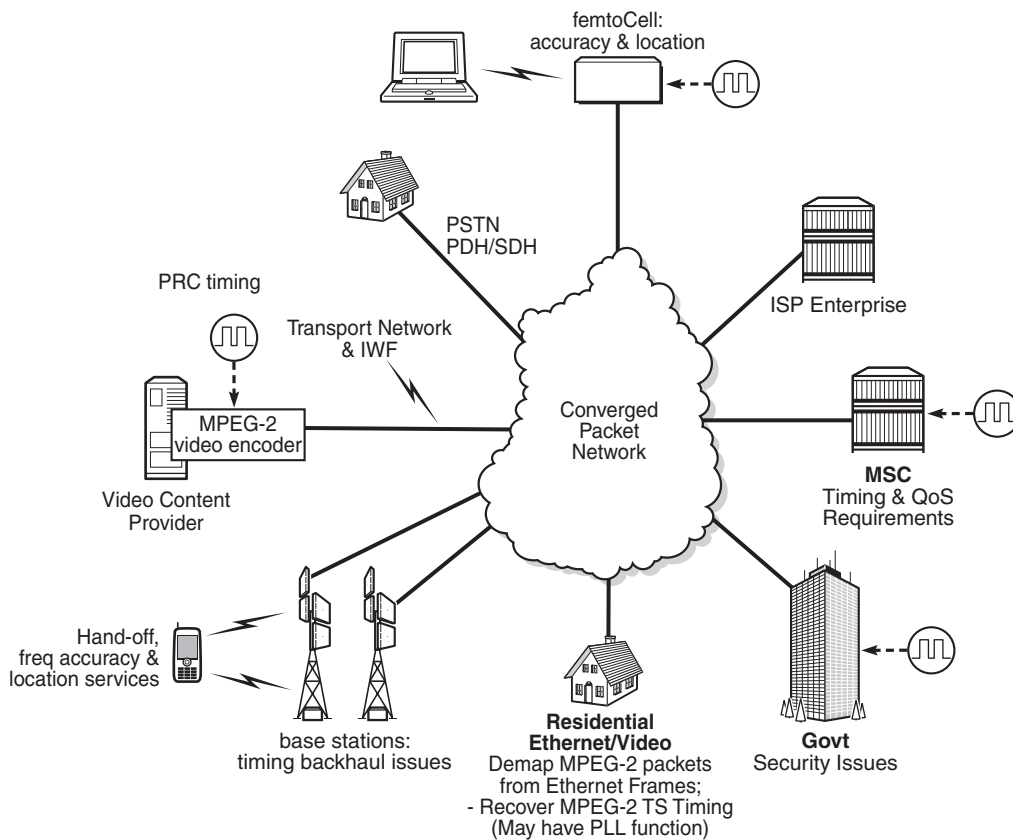 femtoCell:
accuracy & location
PSTN
PDH/SDH
PRC timing
ISP Enterprise
Transport Network
& IWF
MPEG-2
video encoder
Converged
Packet
Network
Video Content
Provider
MSC
Timing & QoS
Requirements
Hand-off,
freq accuracy &
location services
base stations:
timing backhaul issues
Residential
Ethernet/Video
Demap MPEG-2 packets
from Ethernet Frames;
- Recover MPEG-2 TS Timing
(May have PLL function)
Govt
Security Issues